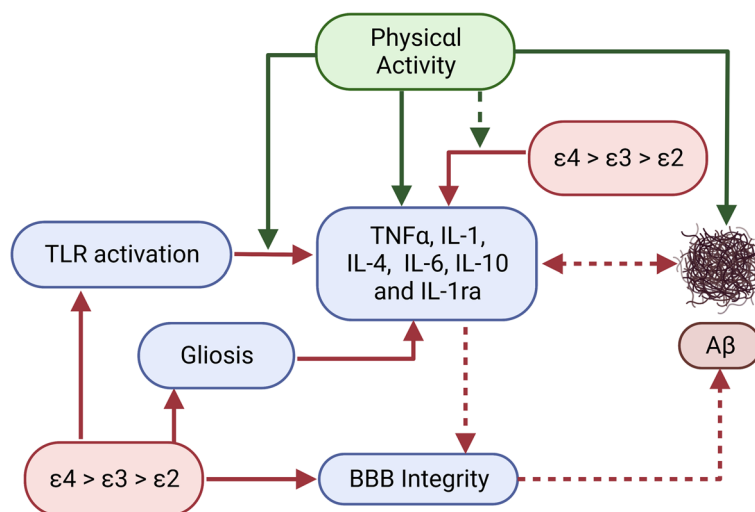 Physical
Activity
ε4 > ε3 > ε2
TLR activation
TNFα, IL-1,
IL-4, IL-6, IL-10
and IL-1ra
Gliosis
Aβ
ε4 > ε3 > ε2
BBB Integrity